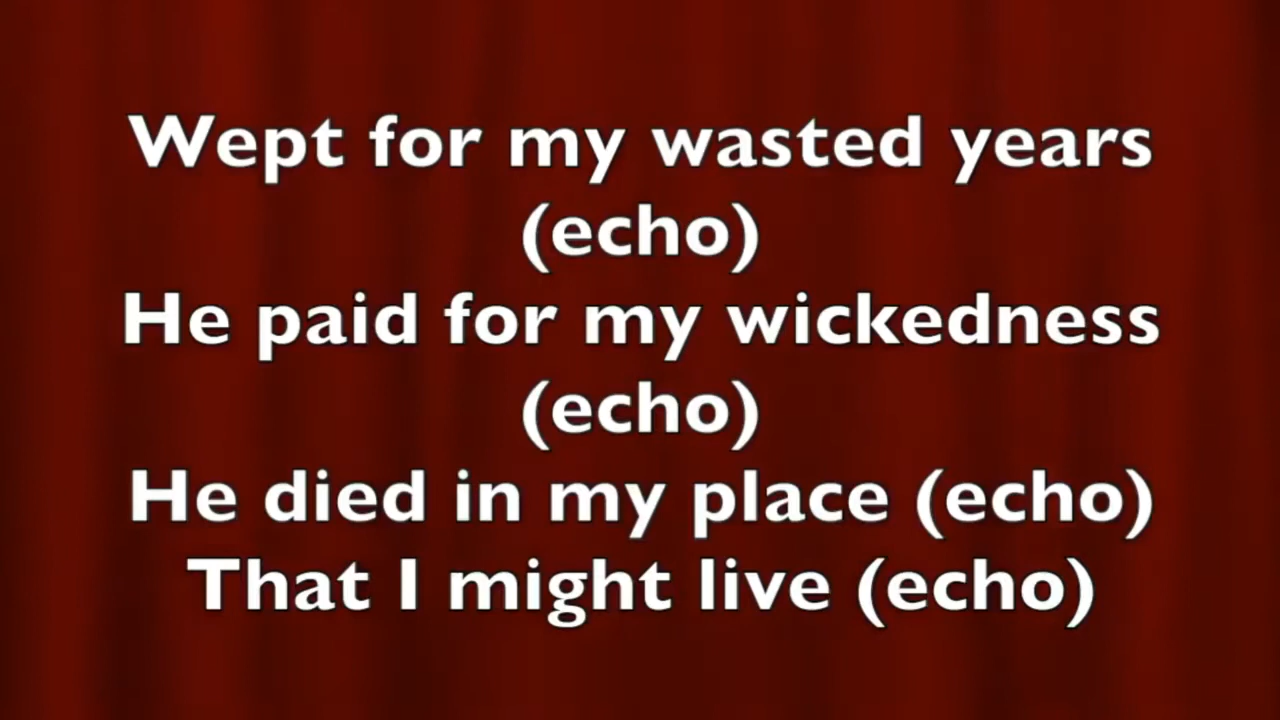 Wept for my wasted years
(echo)
He paid for my wickedness
(echo)
He died in my place (echo)
That I might live (echo)